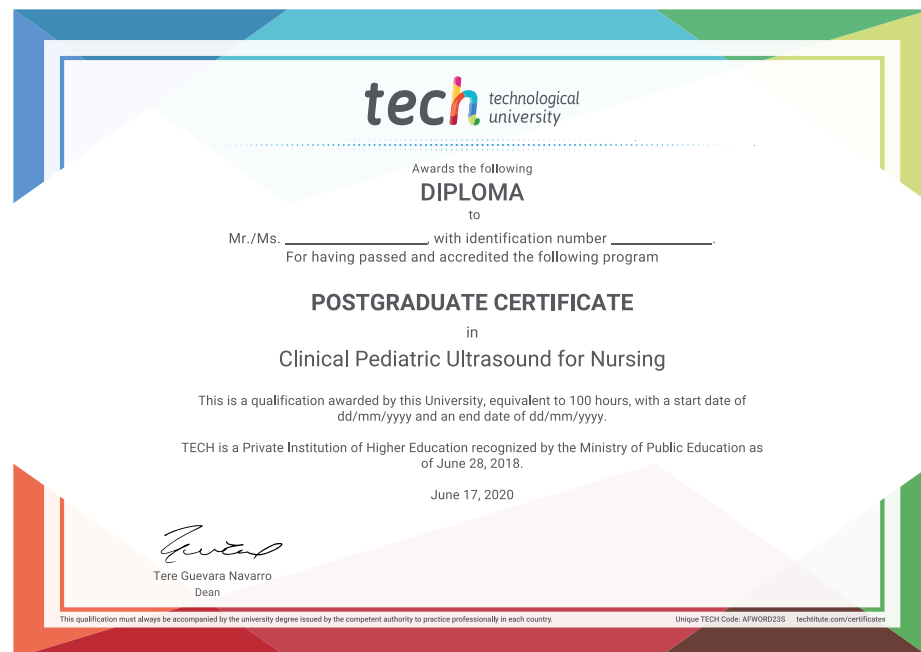 tech technological
university
Awards the following
DIPLOMA
to
Mr./Ms. ____________________, with identification number ______________.
For having passed and accredited the following program
POSTGRADUATE CERTIFICATE
in
Clinical Pediatric Ultrasound for Nursing
This is a qualification awarded by this University, equivalent to 100 hours, with a start date of
dd/mm/yyyy and an end date of dd/mm/yyyy.
TECH is a Private Institution of Higher Education recognized by the Ministry of Public Education as
of June 28, 2018.
June 17, 2020
Tere Guevara Navarro
Dean
This qualification must always be accompanied by the university degree issued by the competent authority to practice professionally in each country. Unique TECH Code: AFWORD23S techtitute.com/certificates